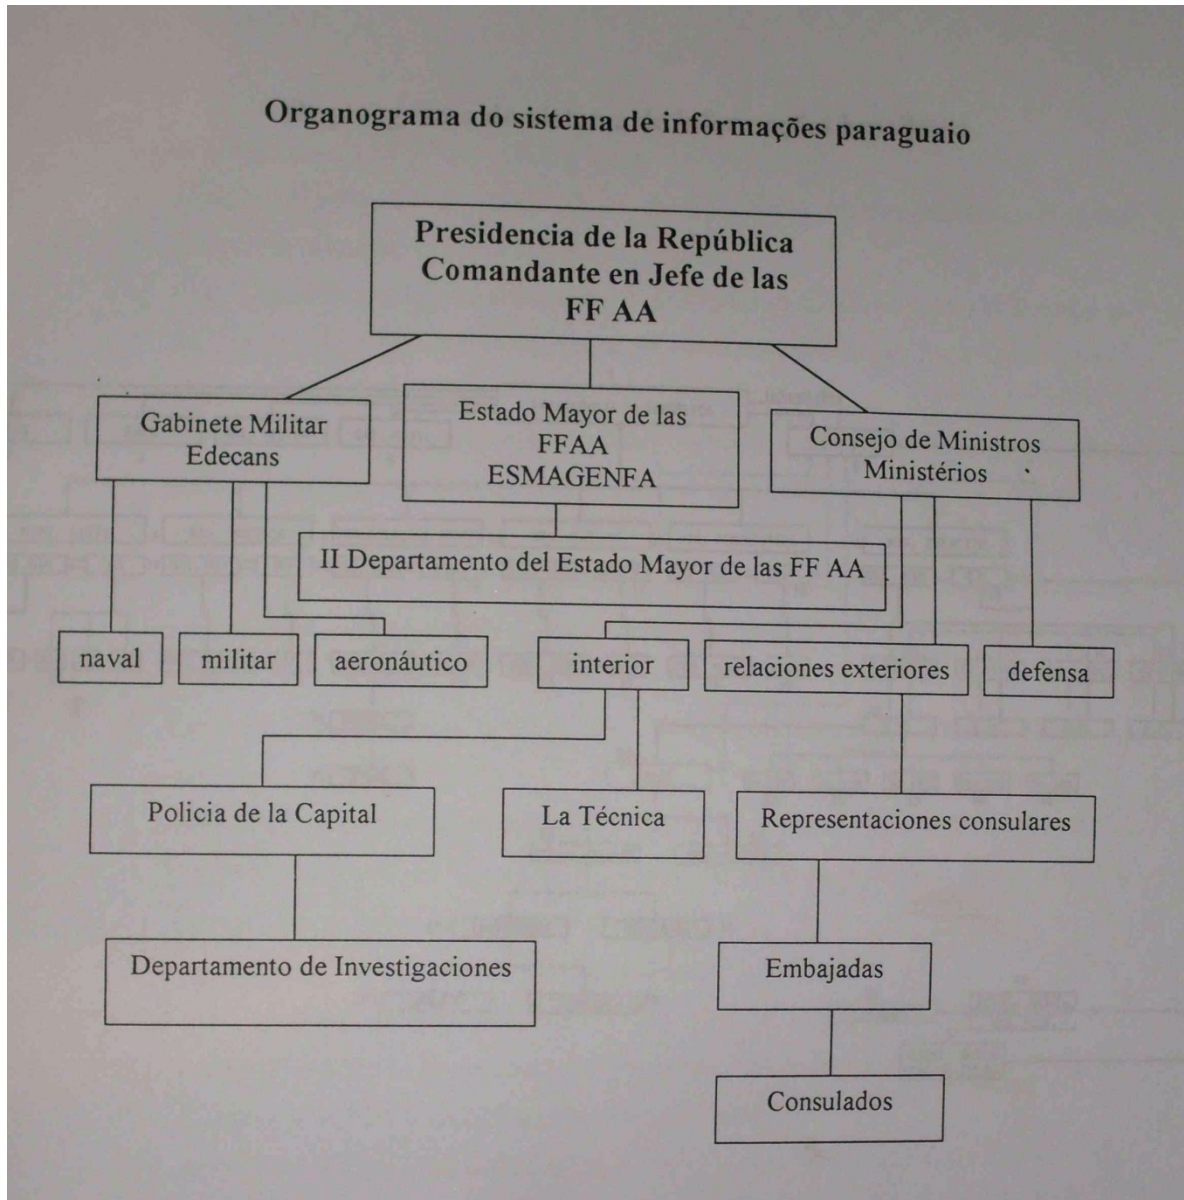 Organograma do sistema de informações paraguaio
Presidencia de la República
Comandante en Jefe de las
FF AA
Gabinete Militar
Edecans
Estado Mayor de las
FFAA
ESMAGENFA
Consejo de Ministros
Ministérios
II Departamento del Estado Mayor de las FF AA
naval
militar
aeronáutico
interior
relaciones exteriores
defensa
Policia de la Capital
La Técnica
Representaciones consulares
Departamento de Investigaciones
Embajadas
Consulados